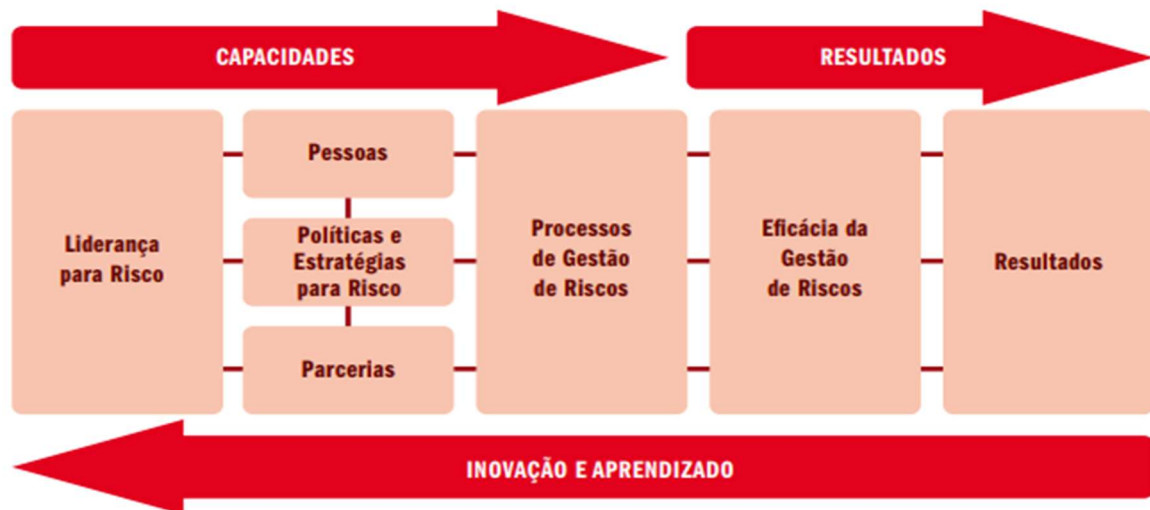 CAPACIDADES
RESULTADOS
Liderança
para Risco
Pessoas
Políticas e
Estratégias
para Risco
Parcerias
Processos
de Gestão
de Riscos
Eficácia da
Gestão
de Riscos
Resultados
INOVAÇÃO E APRENDIZADO